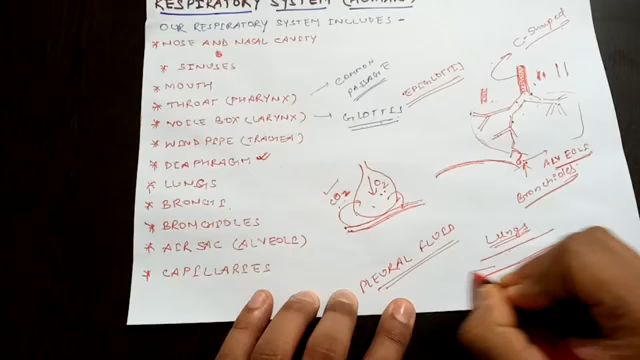 RESPIRATORY SYSTEM (HUMAN)
OUR RESPIRATORY SYSTEM INCLUDES -
* NOSE AND NASAL CAVITY
* SINUSES
* MOUTH
* THROAT (PHARYNX)
* VOICE BOX (LARYNX)
* WIND PIPE (TRACHEA)
* DIAPHRAGM
* LUNGS
* BRONCHI
* BRONCHIOLES
* AIR SAC (ALVEOLI)
* CAPILLARIES
COMMON
PASSAGE
GLOTTIS
EPIGLOTTIS
C-Shaped
ALVEOLI
Bronchioles
CO2
O2
PLEURAL FLUID
Lungs